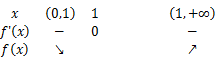 x (0,1) 1 (1,+∞)
f'(x) − 0 −
f(x) ↘ ↗